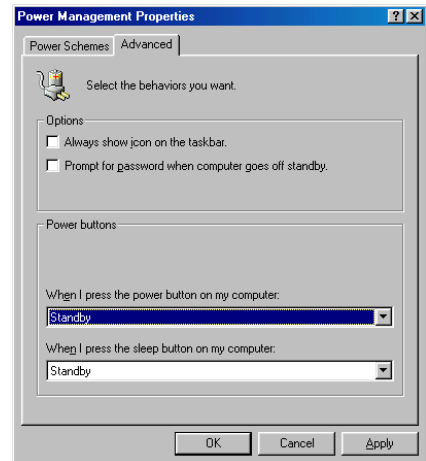 Power Management Properties
Power Schemes Advanced
Select the behaviors you want.
Options
Always show icon on the taskbar.
Prompt for password when computer goes off standby.
Power buttons
When I press the power button on my computer:
Standby
When I press the sleep button on my computer:
Standby
OK Cancel Apply